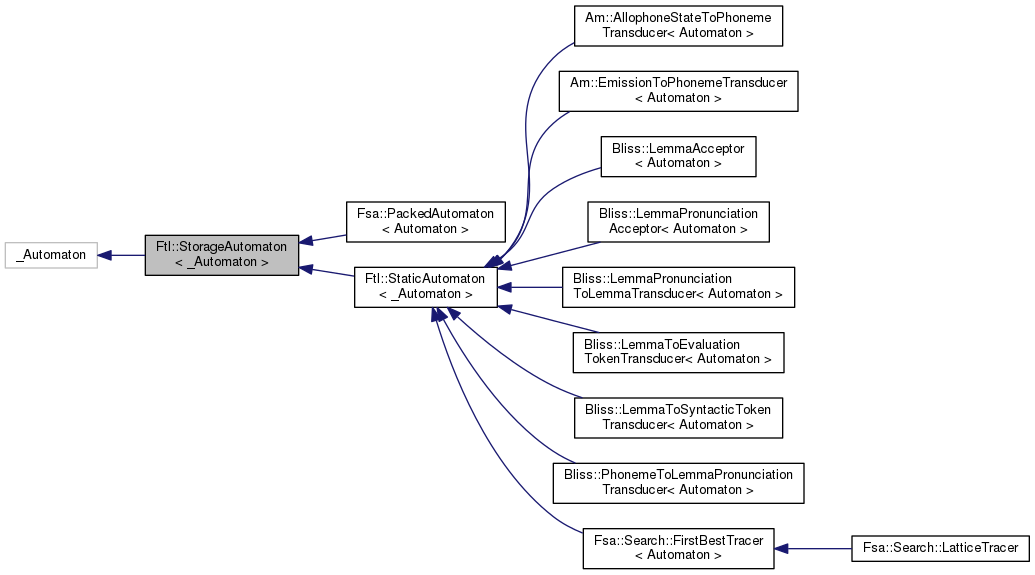 _Automaton
Ftl::StorageAutomaton
< _Automaton >
Fsa::PackedAutomaton
< Automaton >
Ftl::StaticAutomaton
< _Automaton >
Am::AllophoneStateToPhoneme
Transducer< Automaton >
Am::EmissionToPhonemeTransducer
< Automaton >
Bliss::LemmaAcceptor
< Automaton >
Bliss::LemmaPronunciation
Acceptor< Automaton >
Bliss::LemmaPronunciation
ToLemmaTransducer< Automaton >
Bliss::LemmaToEvaluation
TokenTransducer< Automaton >
Bliss::LemmaToSyntacticToken
Transducer< Automaton >
Bliss::PhonemeToLemmaPronunciation
Transducer< Automaton >
Fsa::Search::FirstBestTracer
< Automaton >
Fsa::Search::LatticeTracer